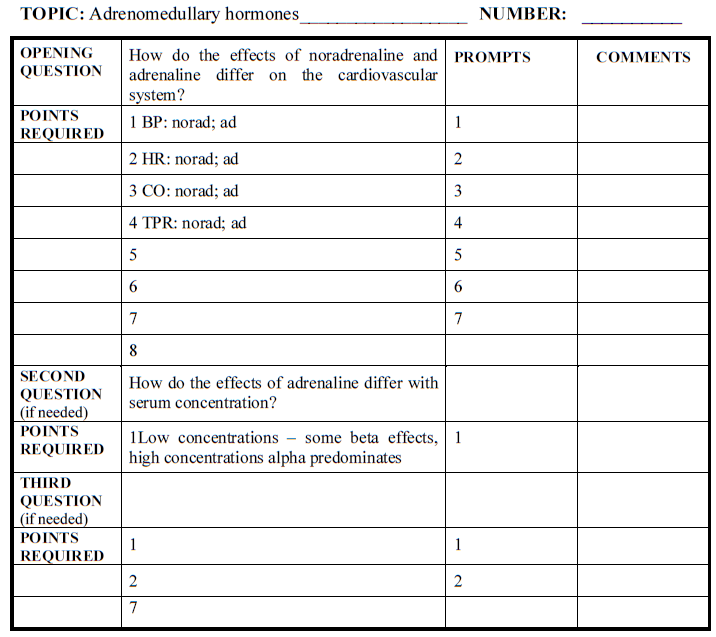 TOPIC: Adrenomedullary hormones___________________ NUMBER: ___________
OPENING QUESTION
How do the effects of noradrenaline and
adrenaline differ on the cardiovascular
system?
PROMPTS
COMMENTS
POINTS REQUIRED
1 BP: norad; ad
1
2 HR: norad; ad
2
3 CO: norad; ad
3
4 TPR: norad; ad
4
5
5
6
6
7
7
8
SECOND
QUESTION
(if needed)
How do the effects of adrenaline differ with
serum concentration?
POINTS
REQUIRED
1Low concentrations – some beta effects,
high concentrations alpha predominates
1
THIRD
QUESTION
(if needed)
POINTS
REQUIRED
1
1
2
2
7